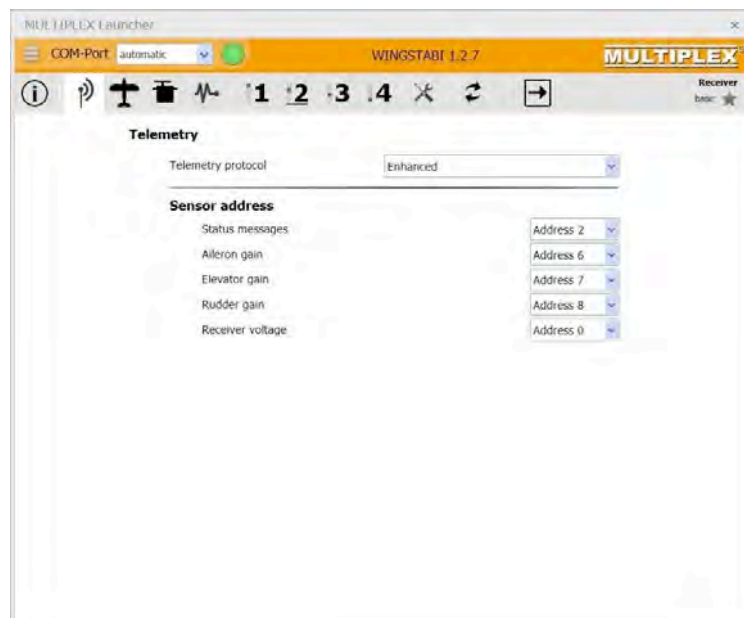 MULTIPLEX Launcher
COM-Port automatic WINGSTABI 1.2.7 MULTIPLEX
1 2 3 4 Receiver
basic
Telemetry
Telemetry protocol Enhanced
Sensor address
Status messages Address 2
Aileron gain Address 6
Elevator gain Address 7
Rudder gain Address 8
Receiver voltage Address 0